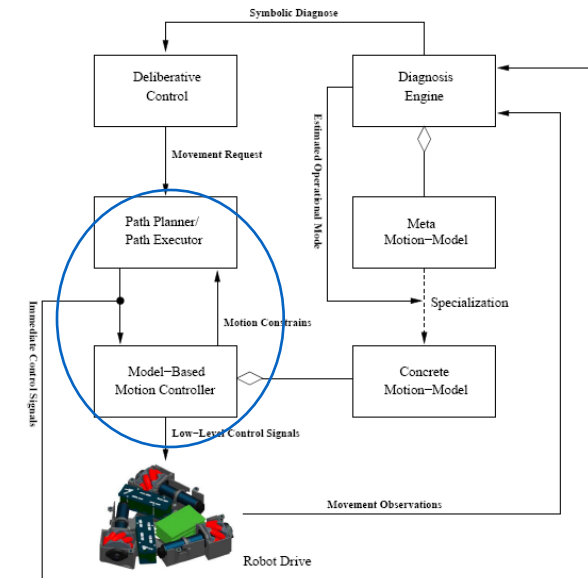 Symbolic Diagnose
Deliberative
Control
Diagnosis
Engine
Movement Request
Estimated Operational Mode
Path Planner/
Path Executor
Meta
Motion−Model
Specialization
Immediate Control Signals
Motion Constrains
Model−Based
Motion Controller
Concrete
Motion−Model
Low−Level Control Signals
Movement Observations
Robot Drive